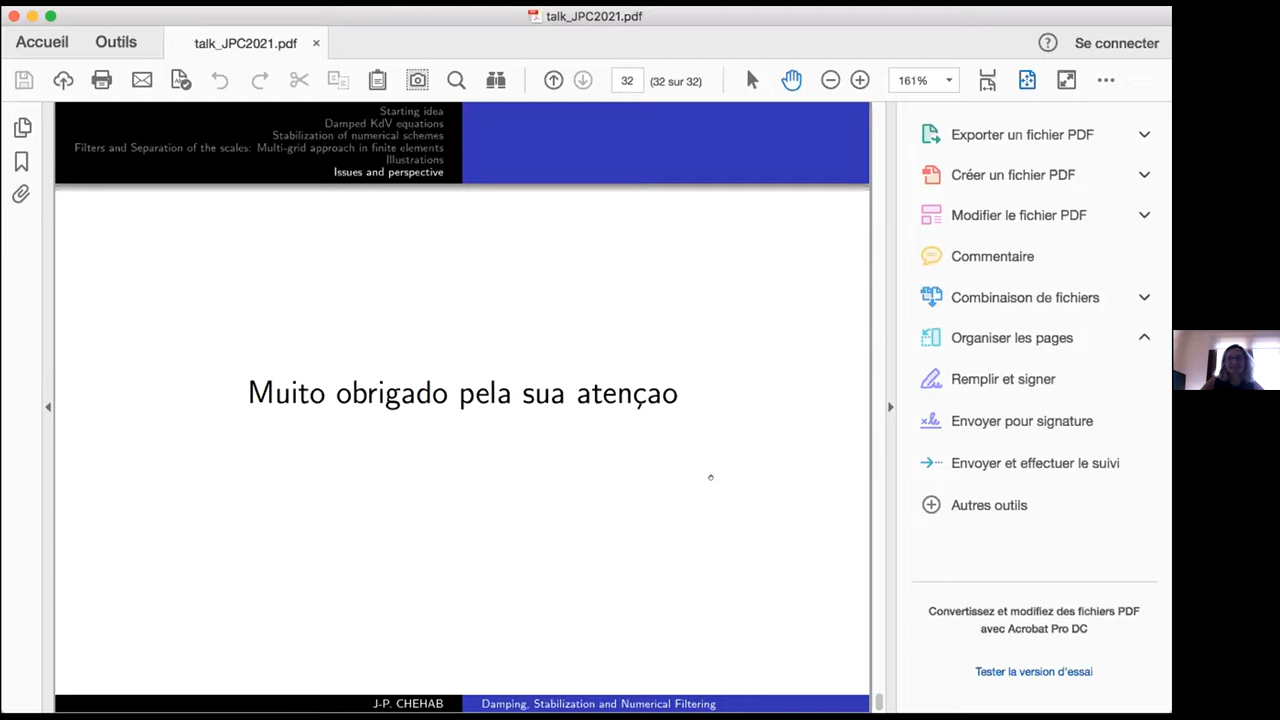 talk_JPC2021.pdf
Accueil
Outils
talk_JPC2021.pdf
×
Se connecter
32
(32 sur 32)
161%
Starting idea
Damped KdV equations
Stabilization of numerical schemes
Filters and Separation of the scales: Multi-grid approach in finite elements
Illustrations
Issues and perspective
Muito obrigado pela sua atençao
J-P. CHEHAB
Damping, Stabilization and Numerical Filtering
Exporter un fichier PDF
Créer un fichier PDF
Modifier le fichier PDF
Commentaire
Combinaison de fichiers
Organiser les pages
Remplir et signer
Envoyer pour signature
Envoyer et effectuer le suivi
Autres outils
Convertissez et modifiez des fichiers PDF
avec Acrobat Pro DC
Tester la version d'essai